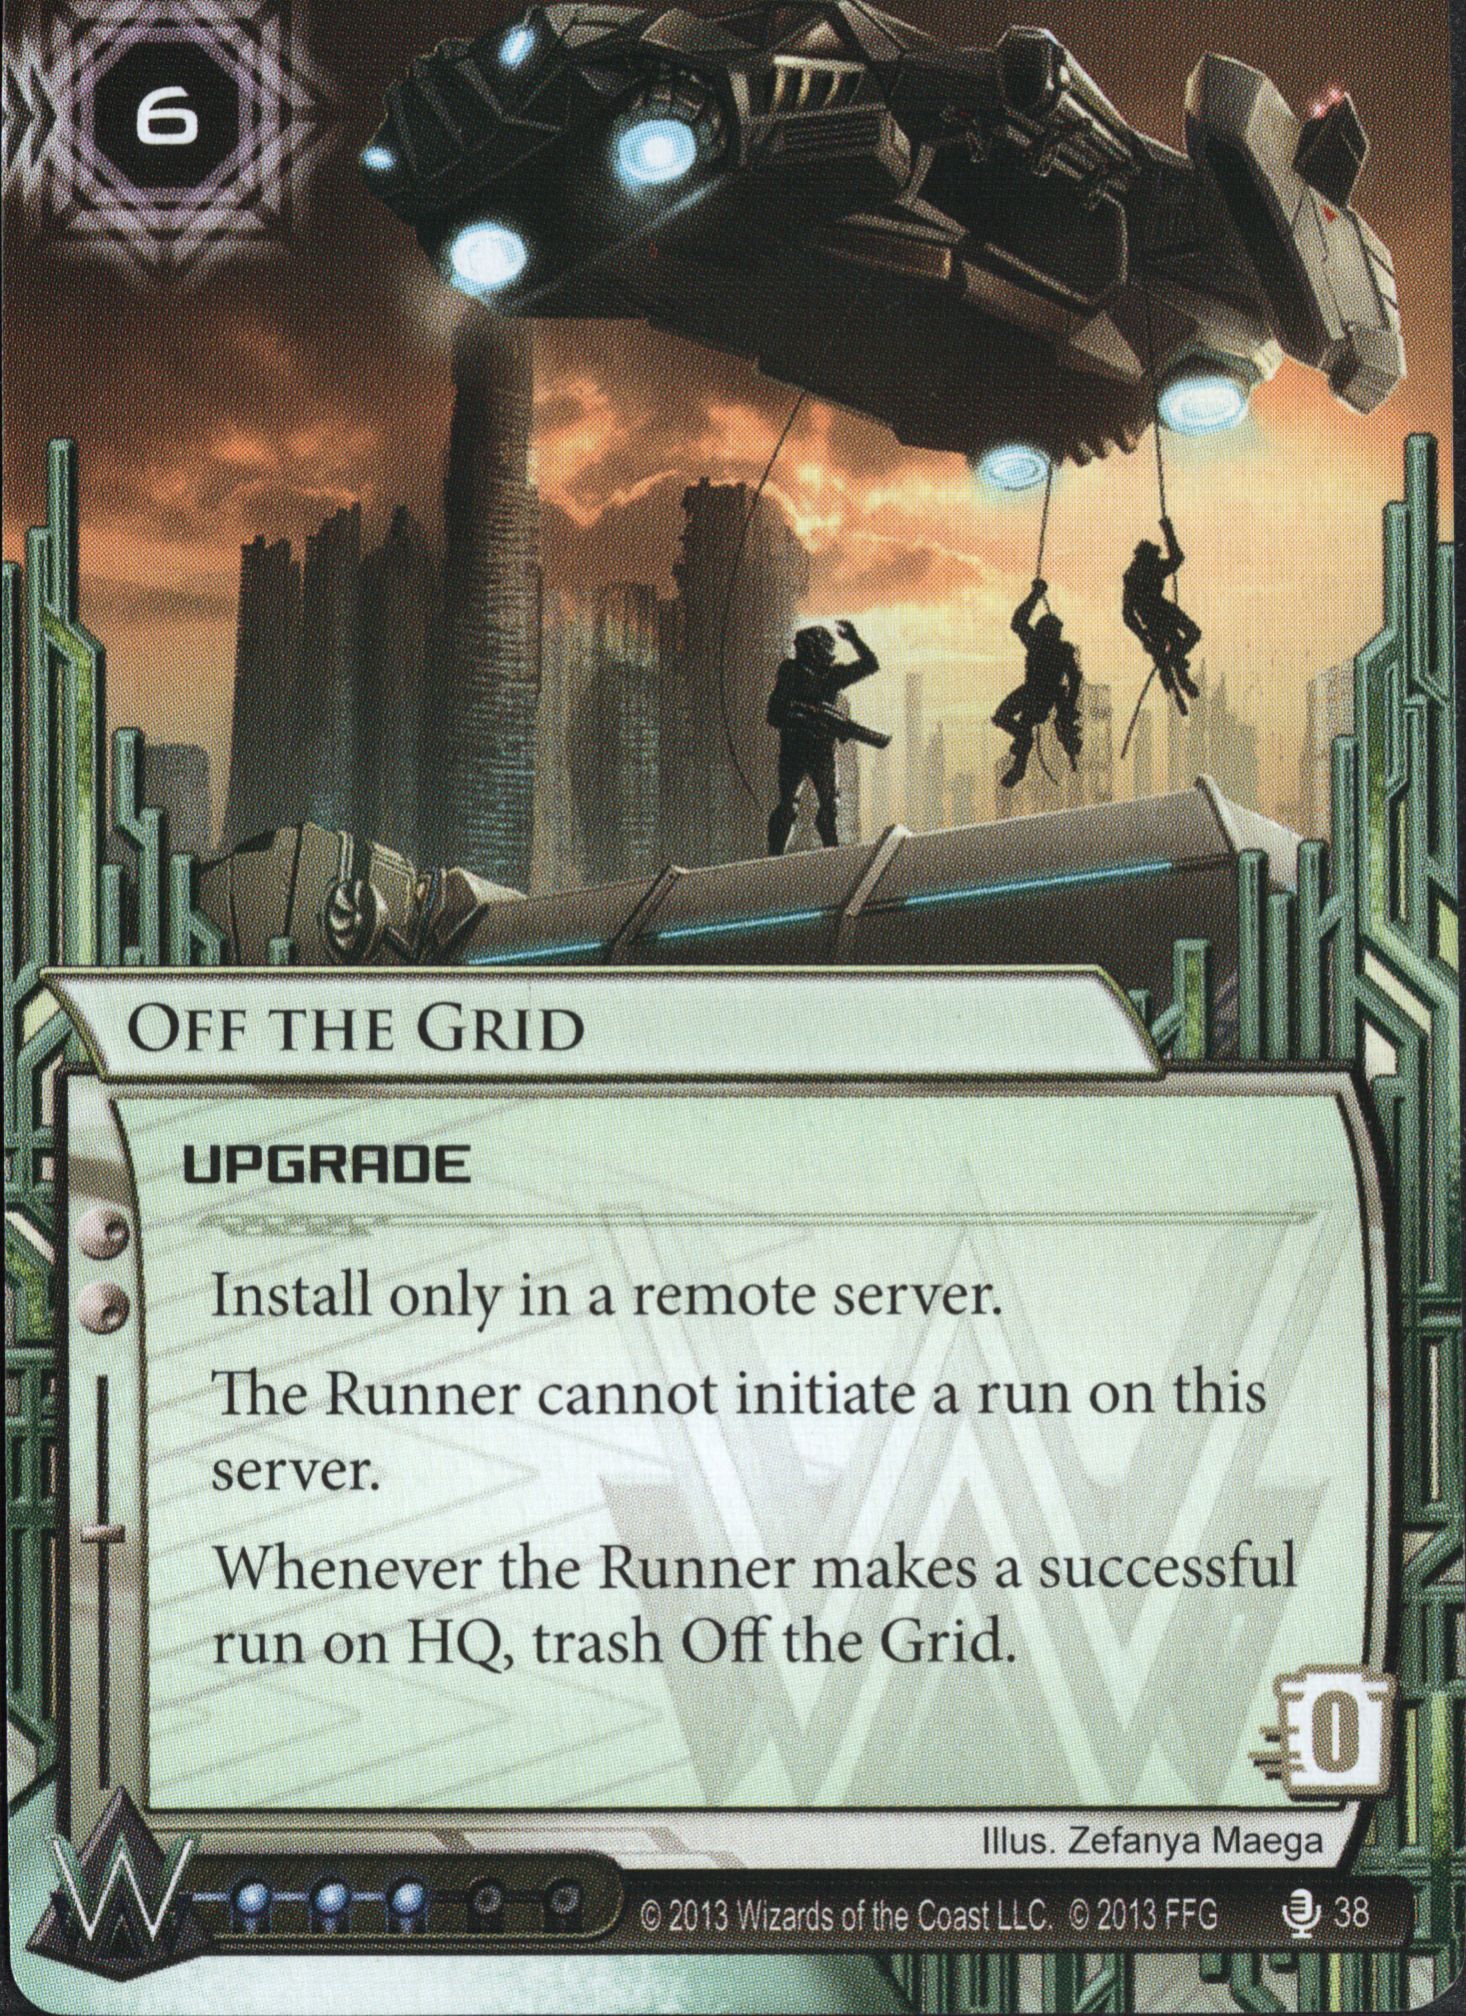 6
OFF THE GRID
UPGRADE
Install only in a remote server.
The Runner cannot initiate a run on this
server.
Whenever the Runner makes a successful
run on HQ, trash Off the Grid.
0
Illus. Zefanya Maega
© 2013 Wizards of the Coast LLC. © 2013 FFG
38